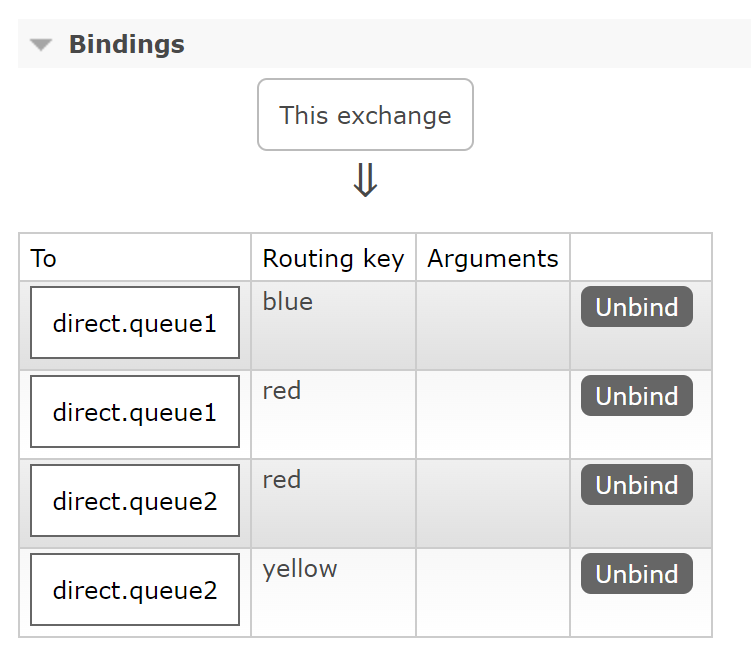 Bindings
This exchange
⇓
To Routing key Arguments
direct.queue1 blue Unbind
direct.queue1 red Unbind
direct.queue2 red Unbind
direct.queue2 yellow Unbind